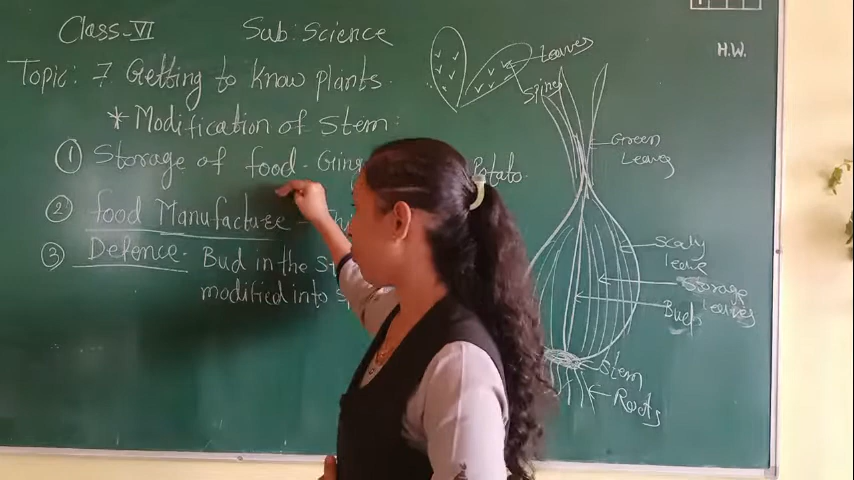 Class-VI Sub: Science
H.W.
Topic: 7 Getting to know plants.
* Modification of Stem:
① Storage of food - Ging Potato.
② food Manufacture -
③ Defence - Bud in the St
modified into s
Leaves
Spines
Green
Leaves
Scaly
leave
Storage
Leaves
Buds
Stem
Roots